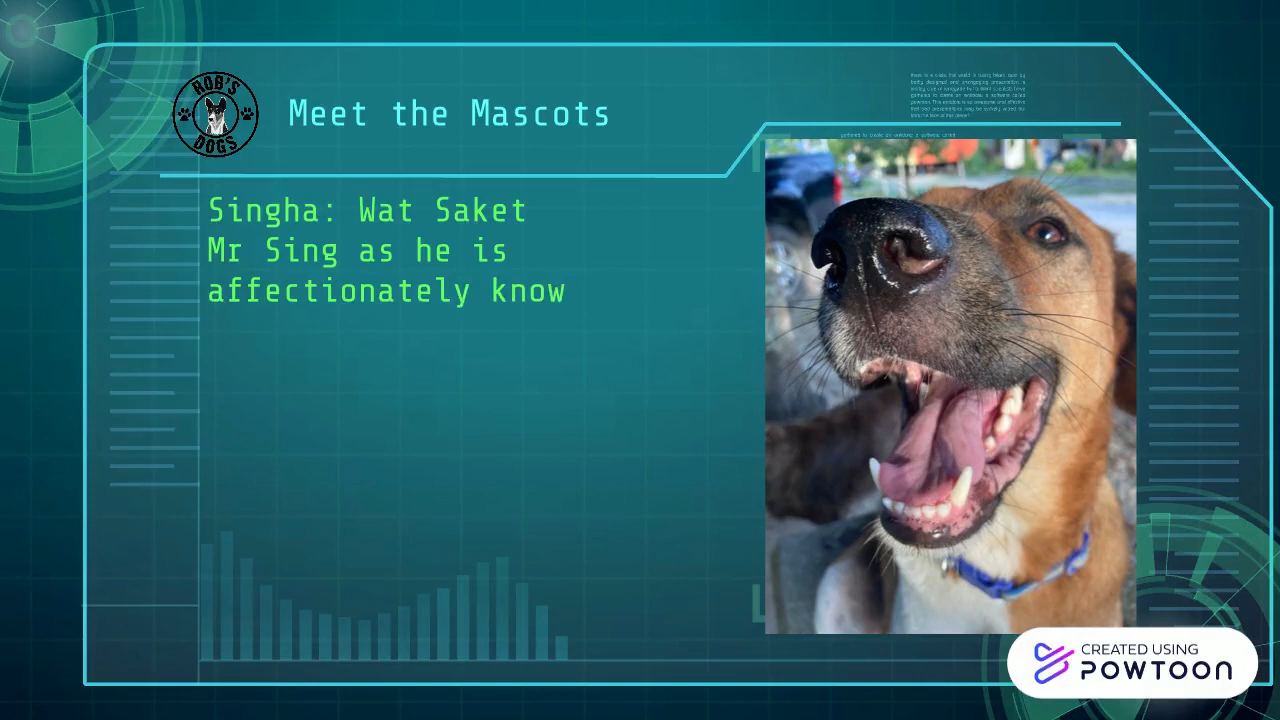 ROB'S
DOGS
Meet the Mascots
Singha: Wat Saket
Mr Sing as he is
affectionately know
CREATED USING
POWTOON